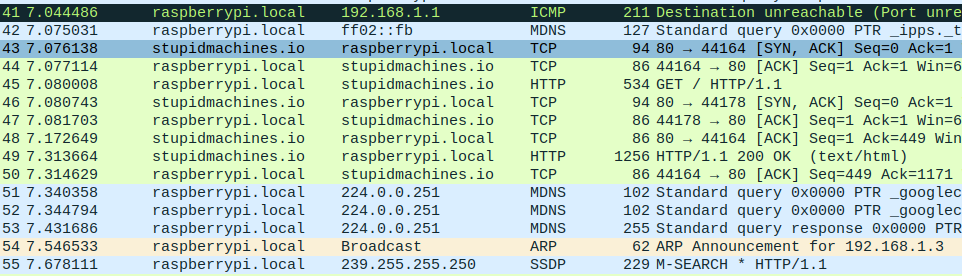 41 7.044486 raspberrypi.local 192.168.1.1 ICMP 211 Destination unreachable (Port unre
42 7.075031 raspberrypi.local ff02::fb MDNS 127 Standard query 0x0000 PTR _ipps._t
43 7.076138 stupidmachines.io raspberrypi.local TCP 94 80 → 44164 [SYN, ACK] Seq=0 Ack=1
44 7.077114 raspberrypi.local stupidmachines.io TCP 86 44164 → 80 [ACK] Seq=1 Ack=1 Win=6
45 7.080008 raspberrypi.local stupidmachines.io HTTP 534 GET / HTTP/1.1
46 7.080743 stupidmachines.io raspberrypi.local TCP 94 80 → 44178 [SYN, ACK] Seq=0 Ack=1
47 7.081703 raspberrypi.local stupidmachines.io TCP 86 44178 → 80 [ACK] Seq=1 Ack=1 Win=6
48 7.172649 stupidmachines.io raspberrypi.local TCP 86 80 → 44164 [ACK] Seq=1 Ack=449 Win
49 7.313664 stupidmachines.io raspberrypi.local HTTP 1256 HTTP/1.1 200 OK (text/html)
50 7.314629 raspberrypi.local stupidmachines.io TCP 86 44164 → 80 [ACK] Seq=449 Ack=1171
51 7.340358 raspberrypi.local 224.0.0.251 MDNS 102 Standard query 0x0000 PTR _googlec
52 7.344794 raspberrypi.local 224.0.0.251 MDNS 102 Standard query 0x0000 PTR _googlec
53 7.431686 raspberrypi.local 224.0.0.251 MDNS 255 Standard query response 0x0000 PTR
54 7.546533 raspberrypi.local Broadcast ARP 62 ARP Announcement for 192.168.1.3
55 7.678111 raspberrypi.local 239.255.255.250 SSDP 229 M-SEARCH * HTTP/1.1